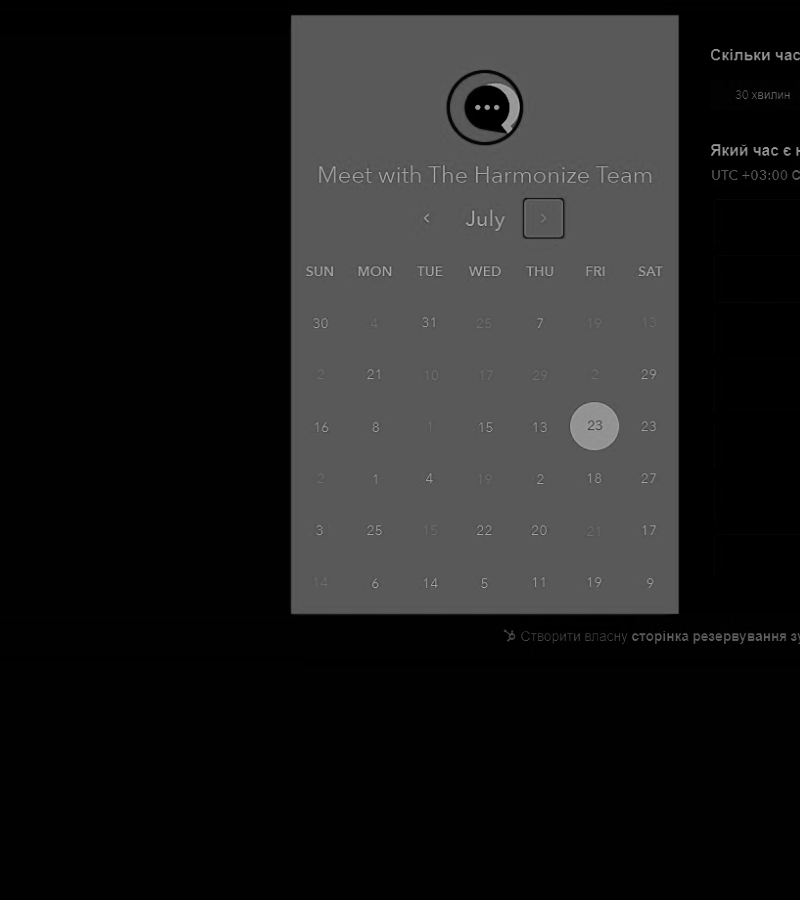 Meet with The Harmonize Team
July
SUN MON TUE WED THU FRI SAT
30 4 31 25 7 19 13
2 21 10 17 29 2 29
16 8 1 15 13 23 23
2 1 4 19 2 18 27
3 25 15 22 20 21 17
14 6 14 5 11 19 9
Скільки час
30 хвилин
Який час є
UTC +03:00
Створити власну сторінка резервування